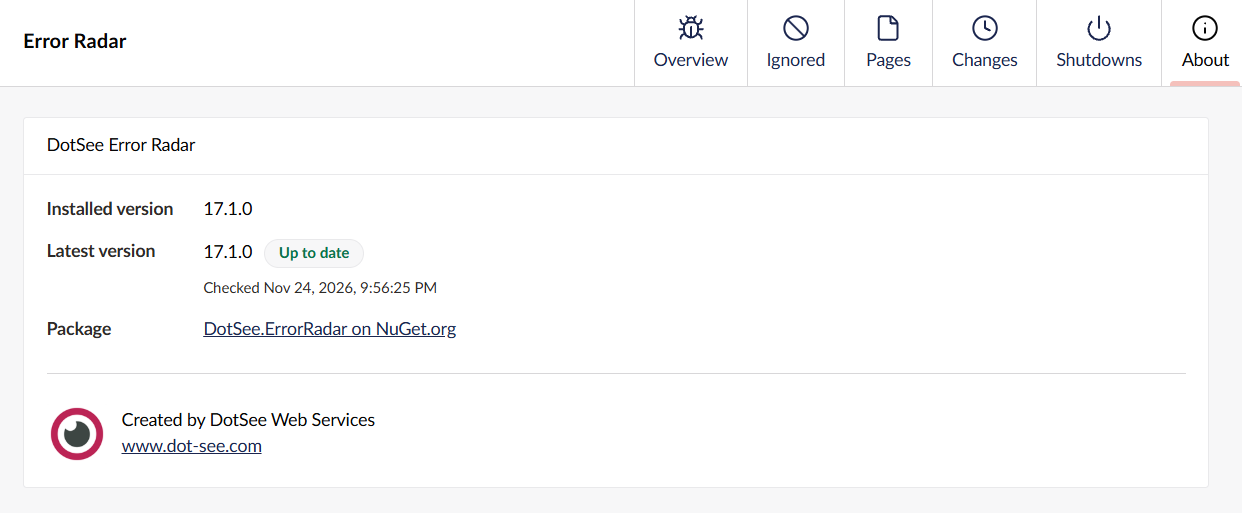 Error Radar
Overview
Ignored
Pages
Changes
Shutdowns
About
DotSee Error Radar
Installed version 17.1.0
Latest version 17.1.0 Up to date
Checked Nov 24, 2026, 9:56:25 PM
Package DotSee.ErrorRadar on NuGet.org
Created by DotSee Web Services
www.dot-see.com